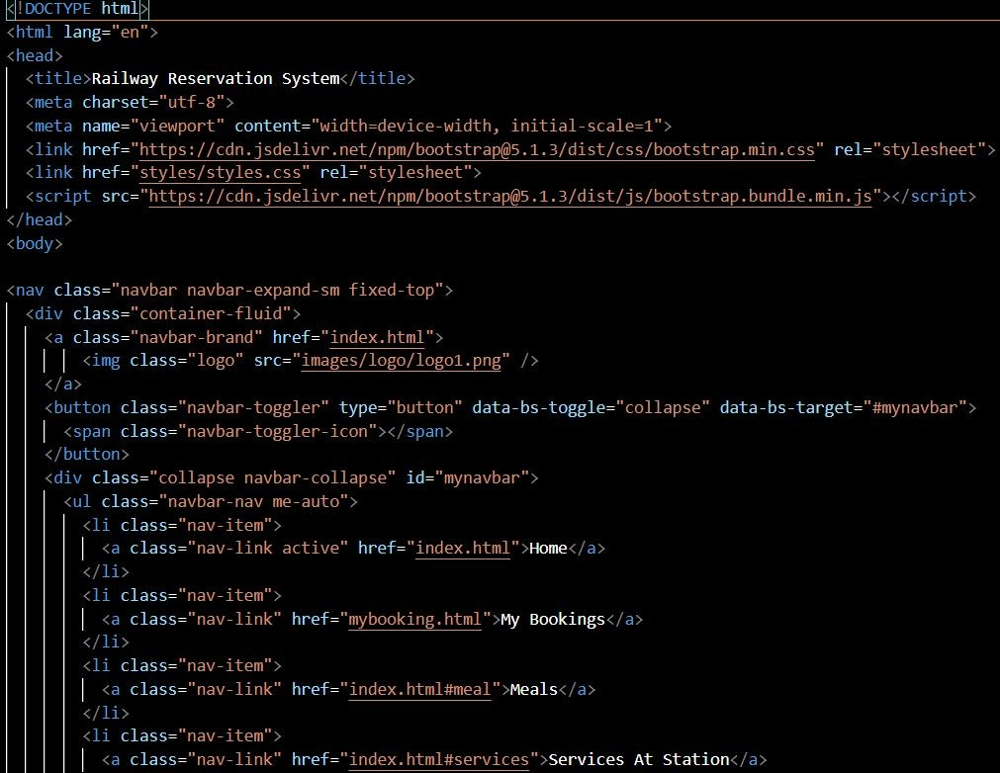 <!DOCTYPE html>
<html lang="en">
<head>
  <title>Railway Reservation System</title>
  <meta charset="utf-8">
  <meta name="viewport" content="width=device-width, initial-scale=1">
  <link href="https://cdn.jsdelivr.net/npm/bootstrap@5.1.3/dist/css/bootstrap.min.css" rel="stylesheet">
  <link href="styles/styles.css" rel="stylesheet">
  <script src="https://cdn.jsdelivr.net/npm/bootstrap@5.1.3/dist/js/bootstrap.bundle.min.js"></script>
</head>
<body>

<nav class="navbar navbar-expand-sm fixed-top">
  <div class="container-fluid">
    <a class="navbar-brand" href="index.html">
        <img class="logo" src="images/logo/logo1.png" />
    </a>
    <button class="navbar-toggler" type="button" data-bs-toggle="collapse" data-bs-target="#mynavbar">
      <span class="navbar-toggler-icon"></span>
    </button>
    <div class="collapse navbar-collapse" id="mynavbar">
      <ul class="navbar-nav me-auto">
        <li class="nav-item">
          <a class="nav-link active" href="index.html">Home</a>
        </li>
        <li class="nav-item">
          <a class="nav-link" href="mybooking.html">My Bookings</a>
        </li>
        <li class="nav-item">
          <a class="nav-link" href="index.html#meal">Meals</a>
        </li>
        <li class="nav-item">
          <a class="nav-link" href="index.html#services">Services At Station</a>